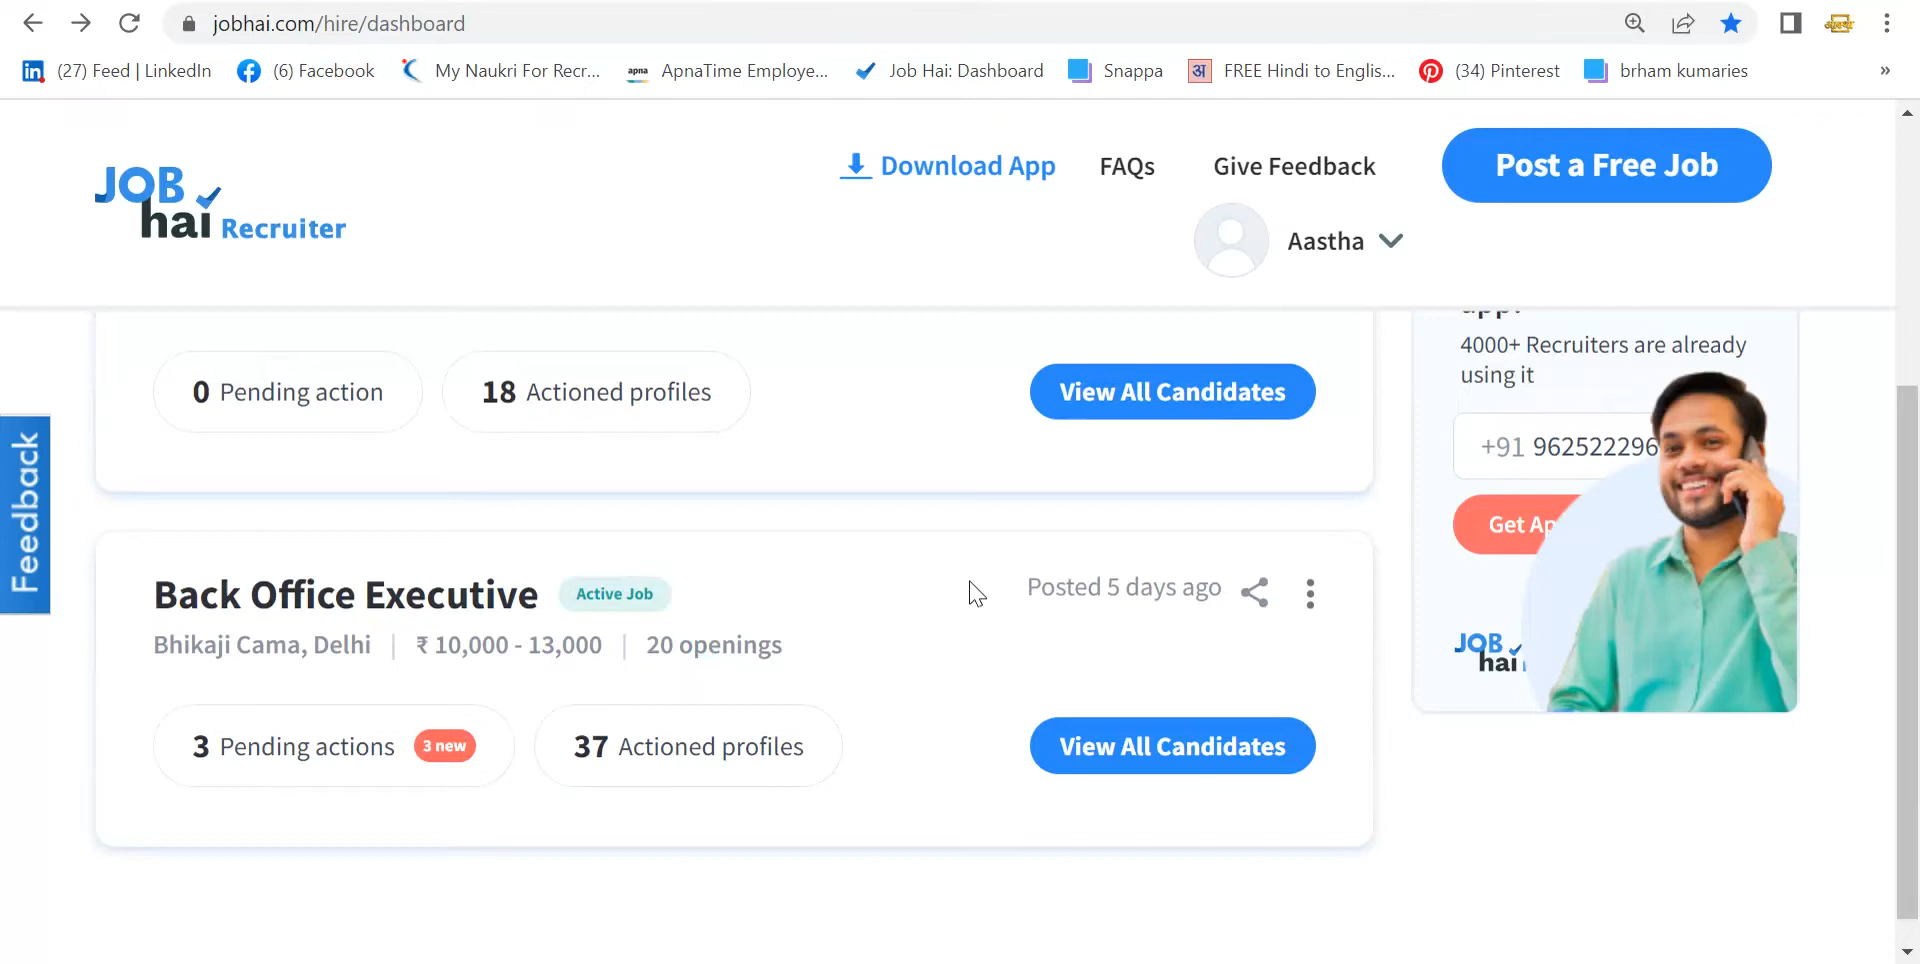 jobhai.com/hire/dashboard
(27) Feed | LinkedIn
(6) Facebook
My Naukri For Recr...
apna
ApnaTime Employe...
Job Hai: Dashboard
Snappa
अ
FREE Hindi to Englis...
(34) Pinterest
brham kumaries
»
JOB
hai Recruiter
Download App
FAQs
Give Feedback
Post a Free Job
Aastha
0 Pending action
18 Actioned profiles
View All Candidates
app.
4000+ Recruiters are already
using it
+91 962522296
Get Ap
JOB
hai
Feedback
Back Office Executive
Active Job
Posted 5 days ago
Bhikaji Cama, Delhi | ₹ 10,000 - 13,000 | 20 openings
3 Pending actions 3 new
37 Actioned profiles
View All Candidates